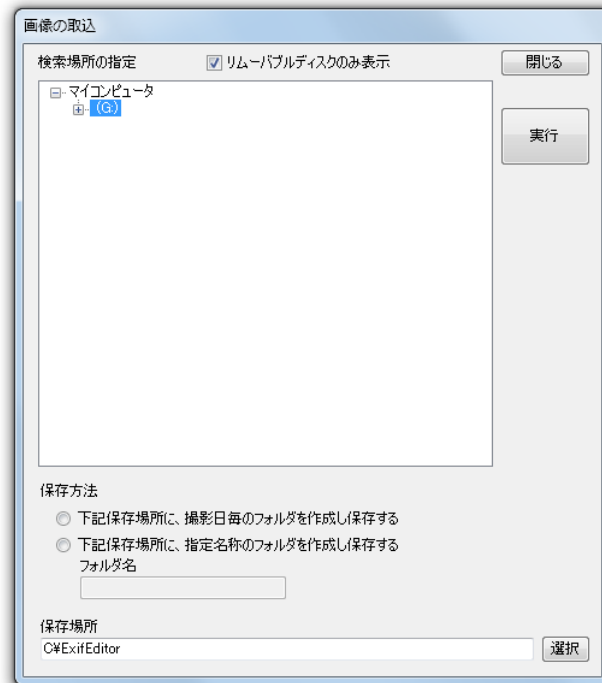 画像の取込
検索場所の指定 リムーバブルディスクのみ表示 閉じる
マイコンピュータ
(G:)
実行
保存方法
下記保存場所に、撮影日毎のフォルダを作成し保存する
下記保存場所に、指定名称のフォルダを作成し保存する
フォルダ名
保存場所
C¥ExifEditor 選択